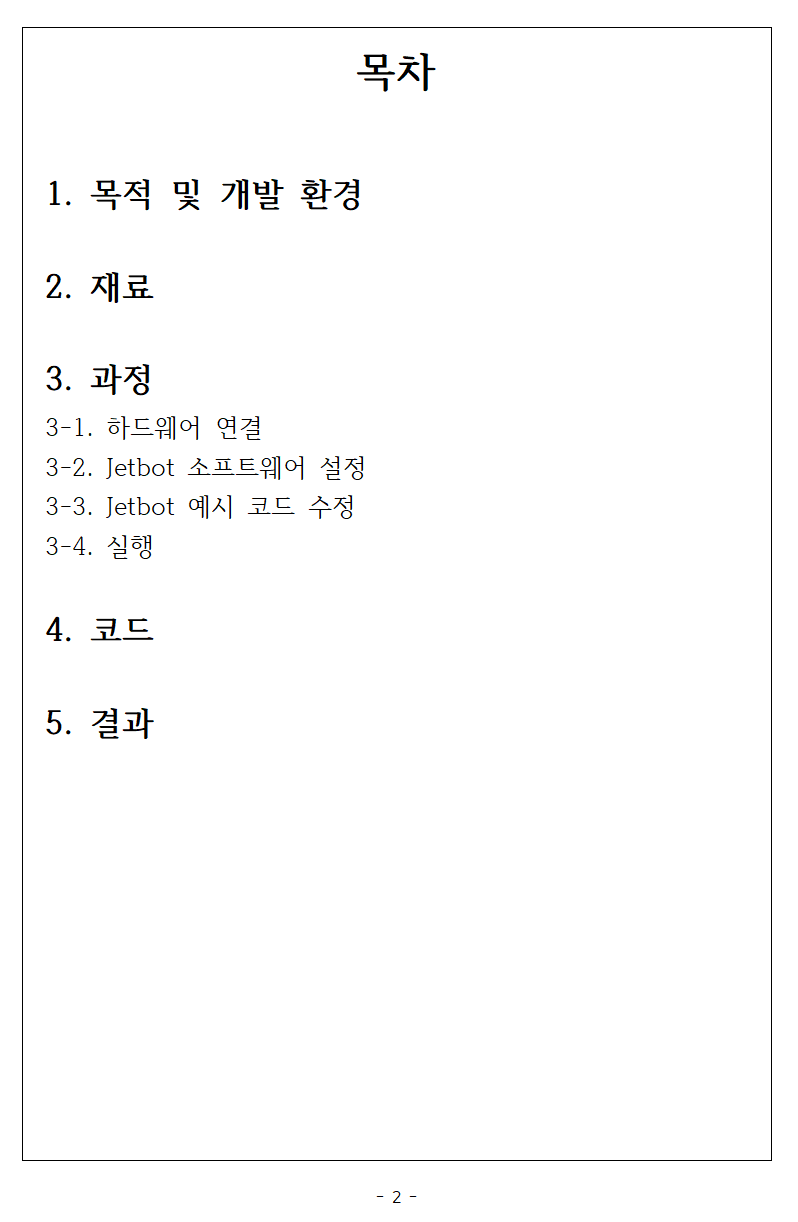 목차
1. 목적 및 개발 환경
2. 재료
3. 과정
3-1. 하드웨어 연결
3-2. Jetbot 소프트웨어 설정
3-3. Jetbot 예시 코드 수정
3-4. 실행
4. 코드
5. 결과
- 2 -